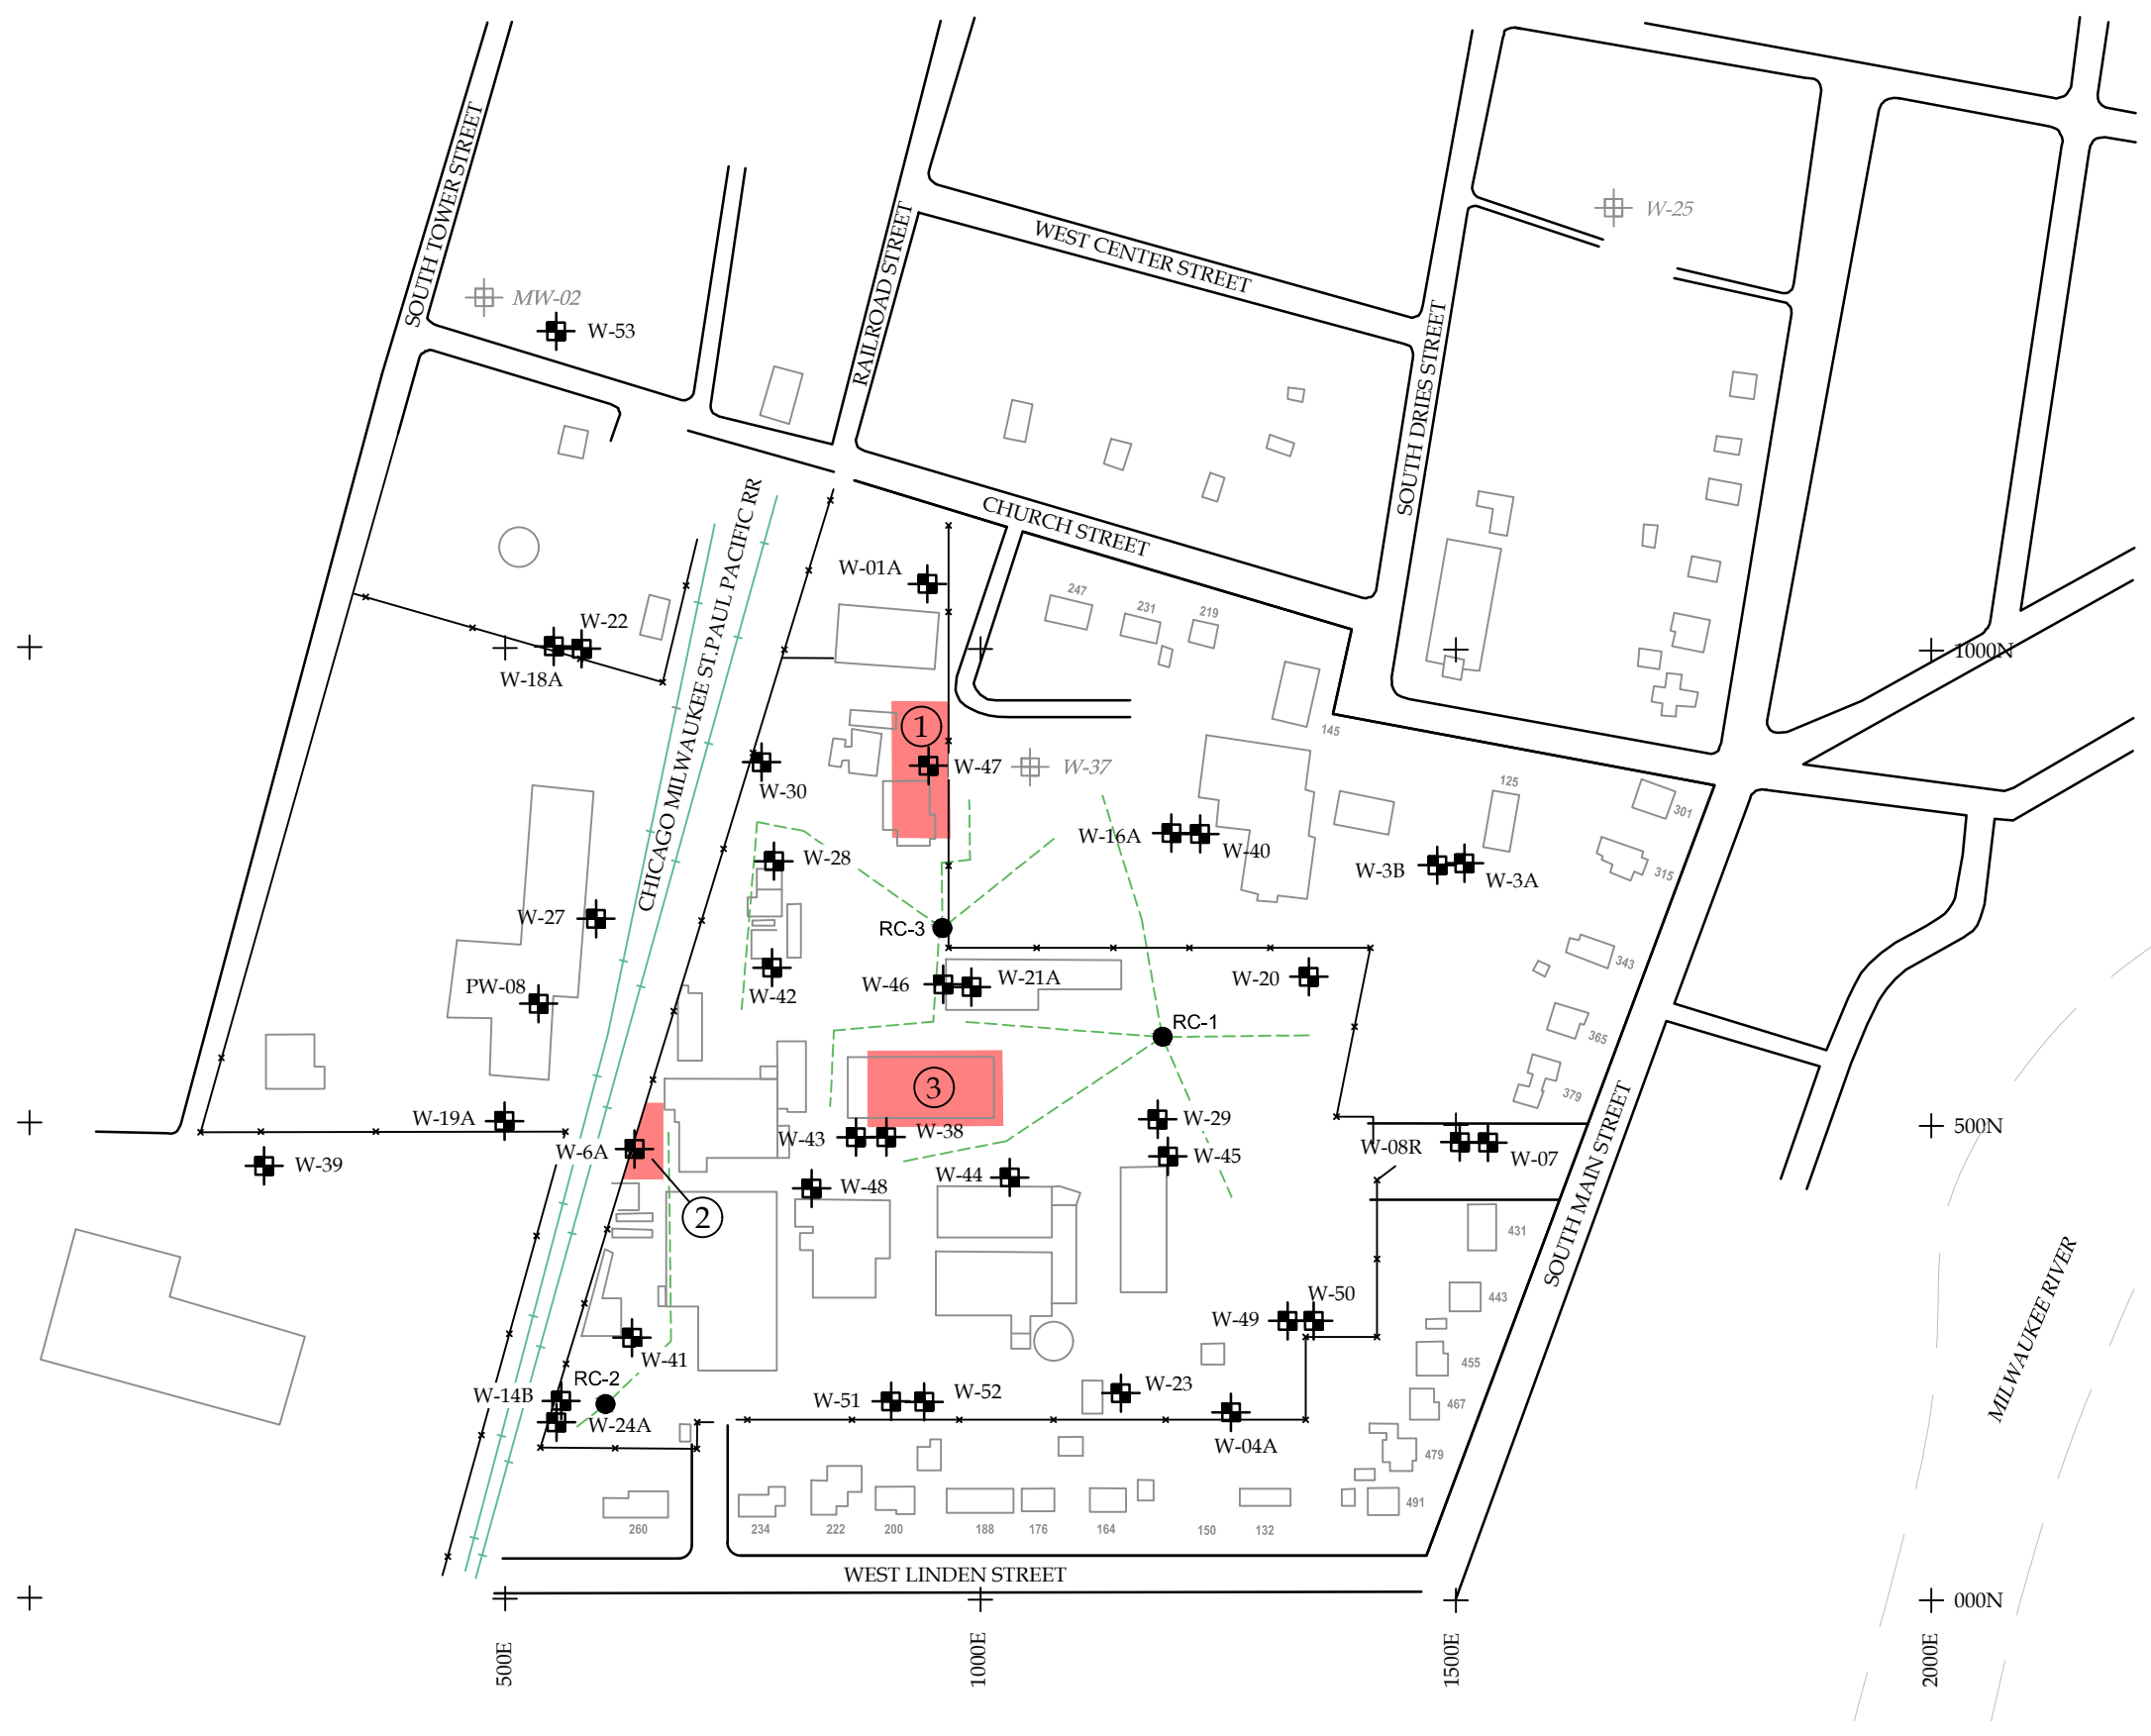 SOUTH TOWER STREET
RAILROAD STREET
WEST CENTER STREET
W-25
MW-02
W-53
SOUTH DRIES STREET
CHICAGO MILWAUKEE ST. PAUL PACIFIC RR
CHURCH STREET
W-01A
247
231
219
W-22
W-18A
1000N
1
145
W-47
W-37
W-30
125
301
W-16A
W-40
W-28
W-3B
W-3A
315
W-27
RC-3
343
W-46
W-21A
W-20
PW-08
W-42
RC-1
365
3
379
W-19A
W-29
500N
W-43
W-38
W-6A
W-08R
W-07
W-39
W-45
W-44
W-48
2
431
SOUTH MAIN STREET
MILWAUKEE RIVER
443
W-50
W-49
W-41
455
RC-2
W-14B
W-51
W-52
W-23
467
W-24A
W-04A
479
491
260
234
222
200
188
176
164
150
132
WEST LINDEN STREET
000N
500E
1000E
1500E
2000E